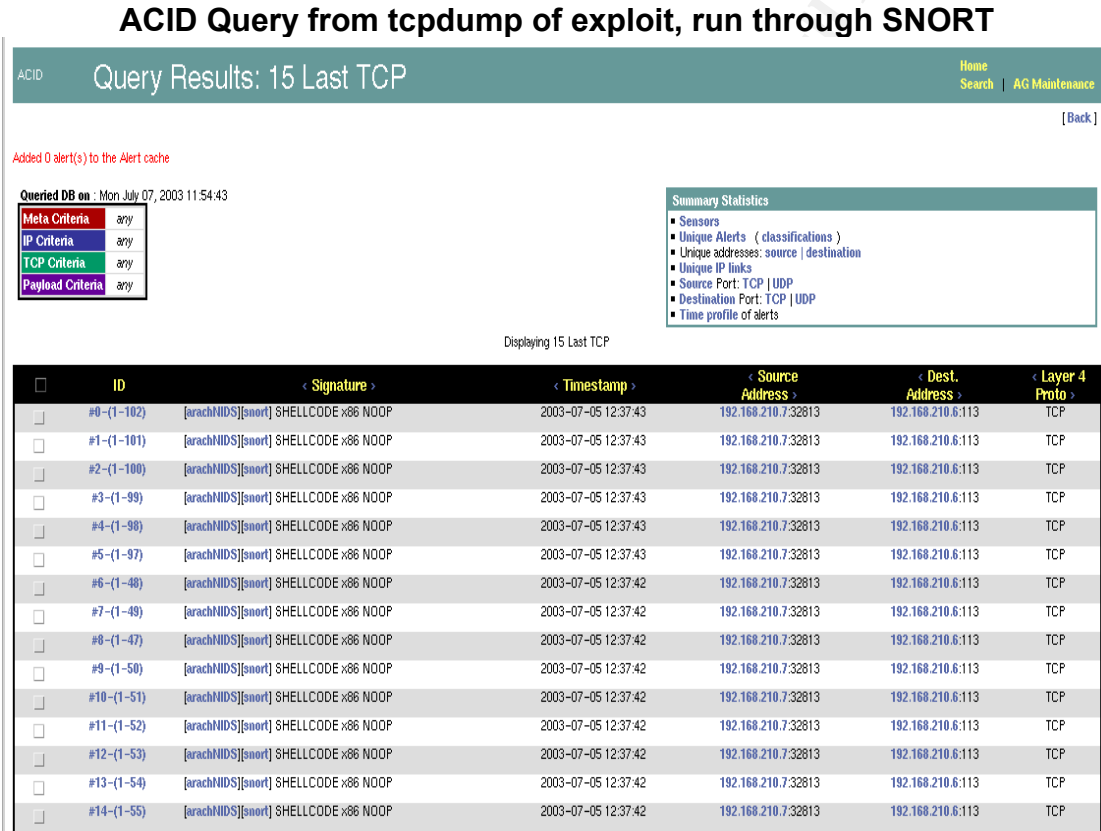 ACID Query from tcpdump of exploit, run through SNORT
ACID Query Results: 15 Last TCP
Home
Search | AG Maintenance
[ Back ]
Added 0 alert(s) to the Alert cache
Queried DB on : Mon July 07, 2003 11:54:43
Meta Criteria any
IP Criteria any
TCP Criteria any
Payload Criteria any
Summary Statistics
Sensors
Unique Alerts ( classifications )
Unique addresses: source | destination
Unique IP links
Source Port: TCP | UDP
Destination Port: TCP | UDP
Time profile of alerts
Displaying 15 Last TCP
ID < Signature > < Timestamp > < Source Address > < Dest. Address > < Layer 4 Proto >
#0-(1-102) [arachNIDS][snort] SHELLCODE x86 NOOP 2003-07-05 12:37:43 192.168.210.7:32813 192.168.210.6:113 TCP
#1-(1-101) [arachNIDS][snort] SHELLCODE x86 NOOP 2003-07-05 12:37:43 192.168.210.7:32813 192.168.210.6:113 TCP
#2-(1-100) [arachNIDS][snort] SHELLCODE x86 NOOP 2003-07-05 12:37:43 192.168.210.7:32813 192.168.210.6:113 TCP
#3-(1-99) [arachNIDS][snort] SHELLCODE x86 NOOP 2003-07-05 12:37:43 192.168.210.7:32813 192.168.210.6:113 TCP
#4-(1-98) [arachNIDS][snort] SHELLCODE x86 NOOP 2003-07-05 12:37:43 192.168.210.7:32813 192.168.210.6:113 TCP
#5-(1-97) [arachNIDS][snort] SHELLCODE x86 NOOP 2003-07-05 12:37:43 192.168.210.7:32813 192.168.210.6:113 TCP
#6-(1-48) [arachNIDS][snort] SHELLCODE x86 NOOP 2003-07-05 12:37:42 192.168.210.7:32813 192.168.210.6:113 TCP
#7-(1-49) [arachNIDS][snort] SHELLCODE x86 NOOP 2003-07-05 12:37:42 192.168.210.7:32813 192.168.210.6:113 TCP
#8-(1-47) [arachNIDS][snort] SHELLCODE x86 NOOP 2003-07-05 12:37:42 192.168.210.7:32813 192.168.210.6:113 TCP
#9-(1-50) [arachNIDS][snort] SHELLCODE x86 NOOP 2003-07-05 12:37:42 192.168.210.7:32813 192.168.210.6:113 TCP
#10-(1-51) [arachNIDS][snort] SHELLCODE x86 NOOP 2003-07-05 12:37:42 192.168.210.7:32813 192.168.210.6:113 TCP
#11-(1-52) [arachNIDS][snort] SHELLCODE x86 NOOP 2003-07-05 12:37:42 192.168.210.7:32813 192.168.210.6:113 TCP
#12-(1-53) [arachNIDS][snort] SHELLCODE x86 NOOP 2003-07-05 12:37:42 192.168.210.7:32813 192.168.210.6:113 TCP
#13-(1-54) [arachNIDS][snort] SHELLCODE x86 NOOP 2003-07-05 12:37:42 192.168.210.7:32813 192.168.210.6:113 TCP
#14-(1-55) [arachNIDS][snort] SHELLCODE x86 NOOP 2003-07-05 12:37:42 192.168.210.7:32813 192.168.210.6:113 TCP